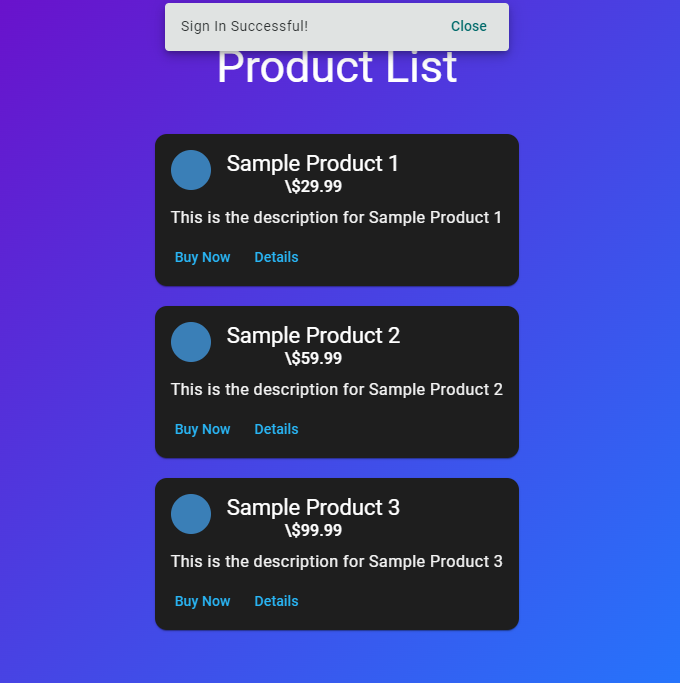 Sign In Successful! Close
Product List
Sample Product 1
\$29.99
This is the description for Sample Product 1
Buy Now Details
Sample Product 2
\$59.99
This is the description for Sample Product 2
Buy Now Details
Sample Product 3
\$99.99
This is the description for Sample Product 3
Buy Now Details